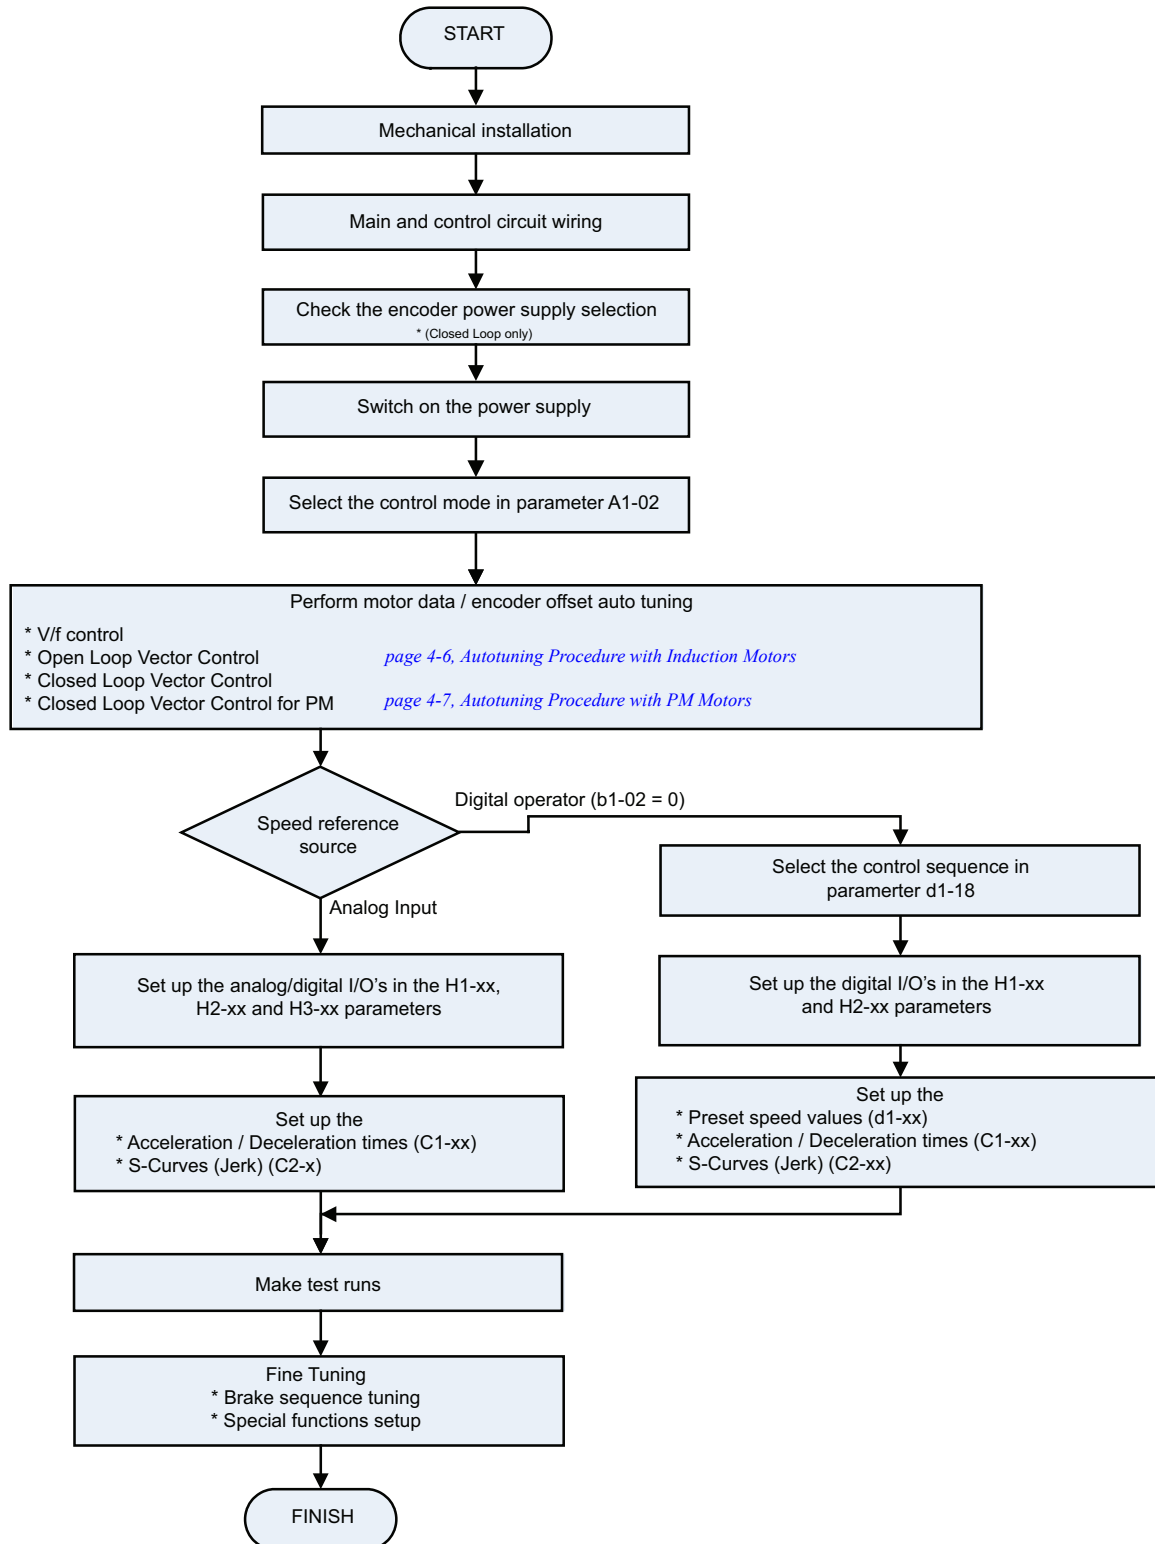 START
Mechanical installation
Main and control circuit wiring
Check the encoder power supply selection
* (Closed Loop only)
Switch on the power supply
Select the control mode in parameter A1-02
Perform motor data / encoder offset auto tuning
* V/f control
* Open Loop Vector Control
page 4-6, Autotuning Procedure with Induction Motors
* Closed Loop Vector Control
* Closed Loop Vector Control for PM
page 4-7, Autotuning Procedure with PM Motors
Speed reference
source
Digital operator (b1-02 = 0)
Analog Input
Select the control sequence in
paramerter d1-18
Set up the analog/digital I/O's in the H1-xx,
H2-xx and H3-xx parameters
Set up the digital I/O's in the H1-xx
and H2-xx parameters
Set up the
* Acceleration / Deceleration times (C1-xx)
* S-Curves (Jerk) (C2-x)
Set up the
* Preset speed values (d1-xx)
* Acceleration / Deceleration times (C1-xx)
* S-Curves (Jerk) (C2-xx)
Make test runs
Fine Tuning
* Brake sequence tuning
* Special functions setup
FINISH